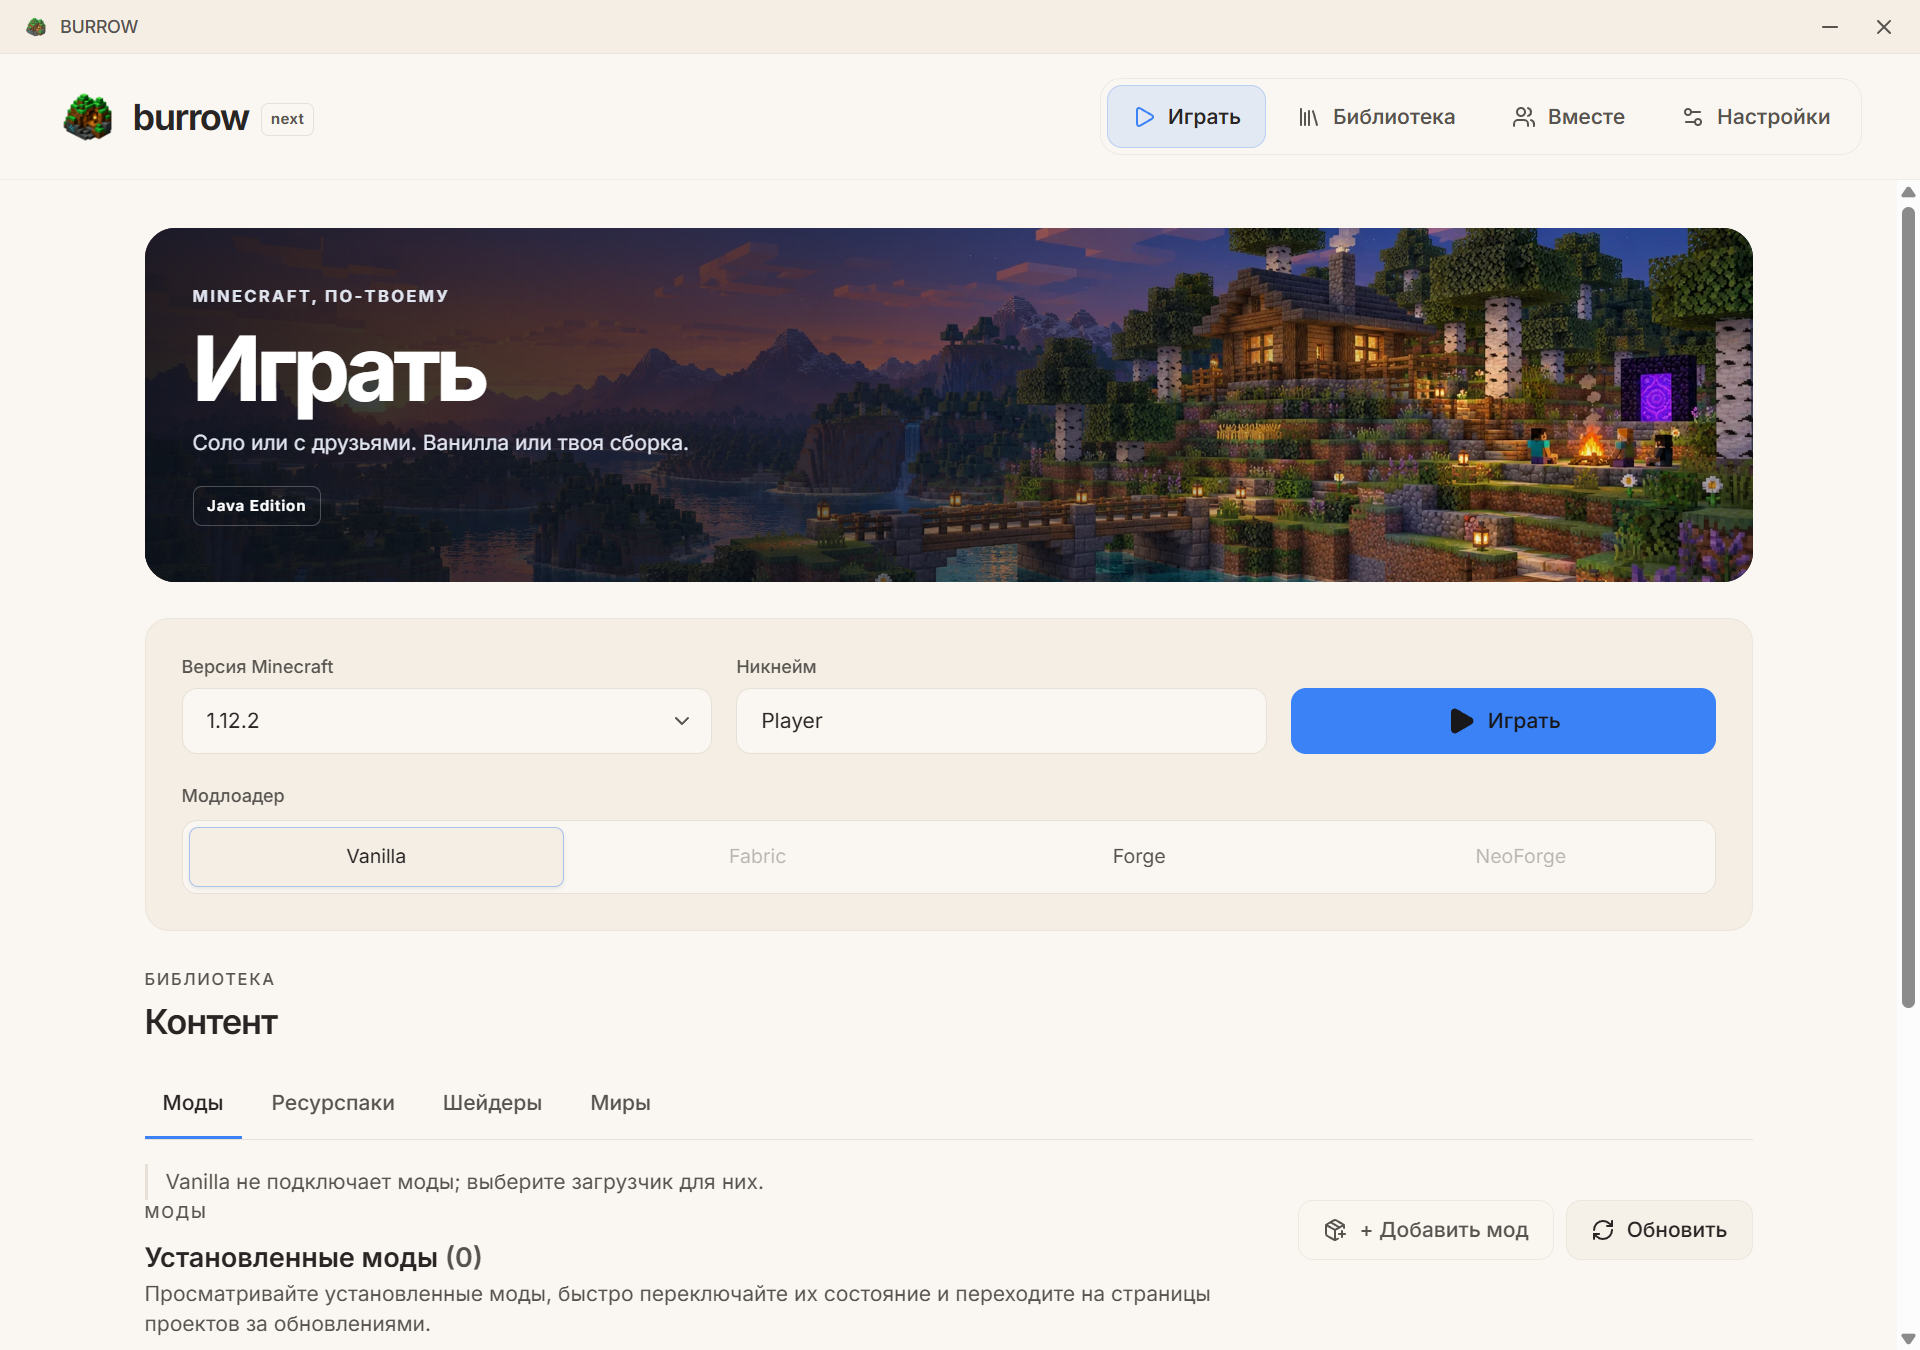 BURROW
burrow next
Играть
Библиотека
Вместе
Настройки
MINECRAFT, ПО-ТВОЕМУ
Играть
Соло или с друзьями. Ванилла или твоя сборка.
Java Edition
Версия Minecraft
Никнейм
1.12.2
Player
Играть
Модлоадер
Vanilla
Fabric
Forge
NeoForge
БИБЛИОТЕКА
Контент
Моды
Ресурспаки
Шейдеры
Миры
Vanilla не подключает моды; выберите загрузчик для них.
МОДЫ
+ Добавить мод
Обновить
Установленные моды (0)
Просматривайте установленные моды, быстро переключайте их состояние и переходите на страницы
проектов за обновлениями.